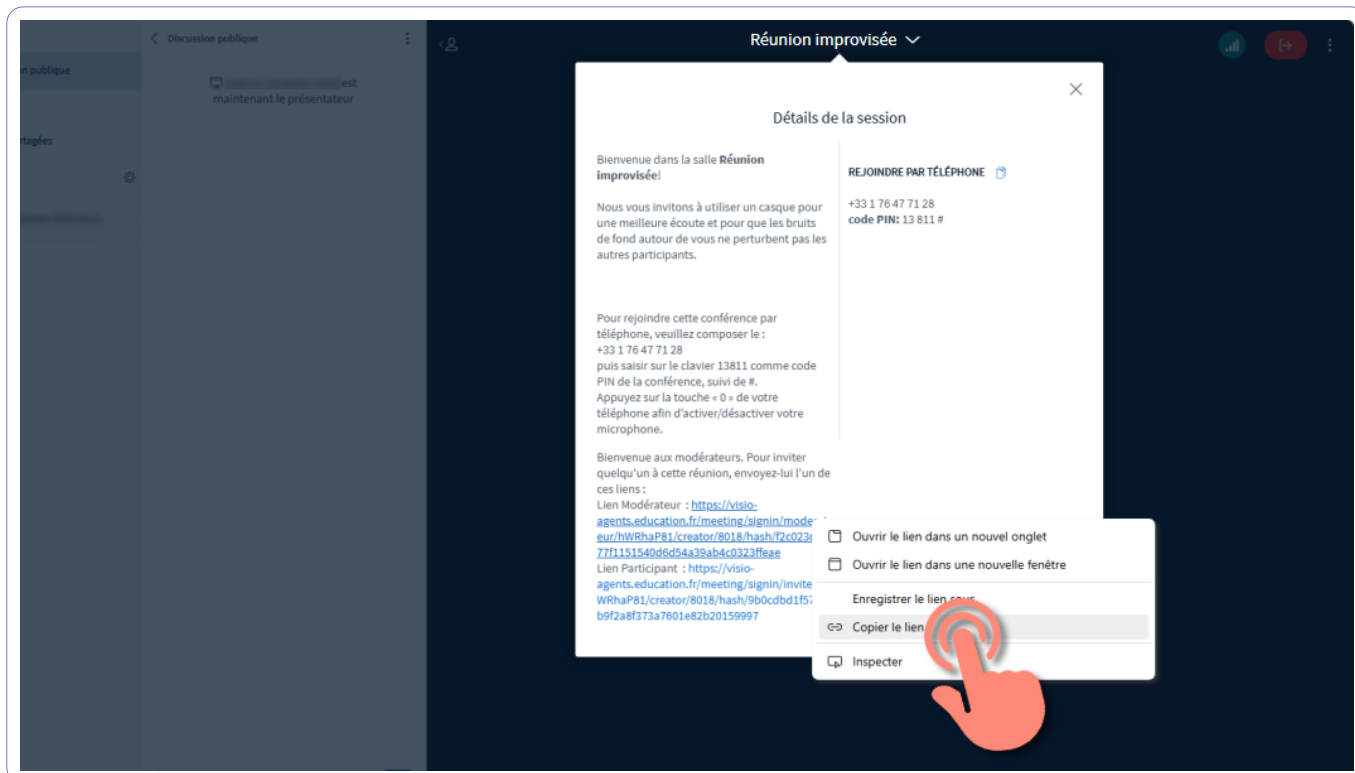 Discussion publique
n publique
est
maintenant le présentateur
rtagées
Réunion improvisée
Détails de la session
Bienvenue dans la salle Réunion
improvisée!
Nous vous invitons à utiliser un casque pour
une meilleure écoute et pour que les bruits
de fond autour de vous ne perturbent pas les
autres participants.
Pour rejoindre cette conférence par
téléphone, veuillez composer le :
+33 1 76 47 71 28
puis saisir sur le clavier 13811 comme code
PIN de la conférence, suivi de #.
Appuyez sur la touche « 0 » de votre
téléphone afin d'activer/désactiver votre
microphone.
Bienvenue aux modérateurs. Pour inviter
quelqu'un à cette réunion, envoyez-lui l'un de
ces liens :
Lien Modérateur : https://visio-
agents.education.fr/meeting/signin/mode
eur/hWRhaP81/creator/8018/hash/f2c023
77f1151540d6d54a39ab4c0323ffeae
Lien Participant : https://visio-
agents.education.fr/meeting/signin/invite
WRhaP81/creator/8018/hash/9b0cdbd1f57
b9f2a8f373a7601e82b20159997
REJOINDRE PAR TÉLÉPHONE
+33 1 76 47 71 28
code PIN: 13 811 #
Ouvrir le lien dans un nouvel onglet
Ouvrir le lien dans une nouvelle fenêtre
Enregistrer le lien sous
Copier le lien
Inspecter